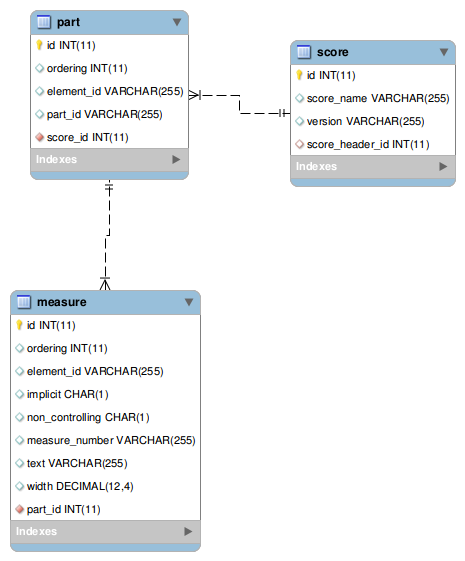 part
id INT(11)
ordering INT(11)
element_id VARCHAR(255)
part_id VARCHAR(255)
score_id INT(11)
Indexes
score
id INT(11)
score_name VARCHAR(255)
version VARCHAR(255)
score_header_id INT(11)
Indexes
measure
id INT(11)
ordering INT(11)
element_id VARCHAR(255)
implicit CHAR(1)
non_controlling CHAR(1)
measure_number VARCHAR(255)
text VARCHAR(255)
width DECIMAL(12,4)
part_id INT(11)
Indexes